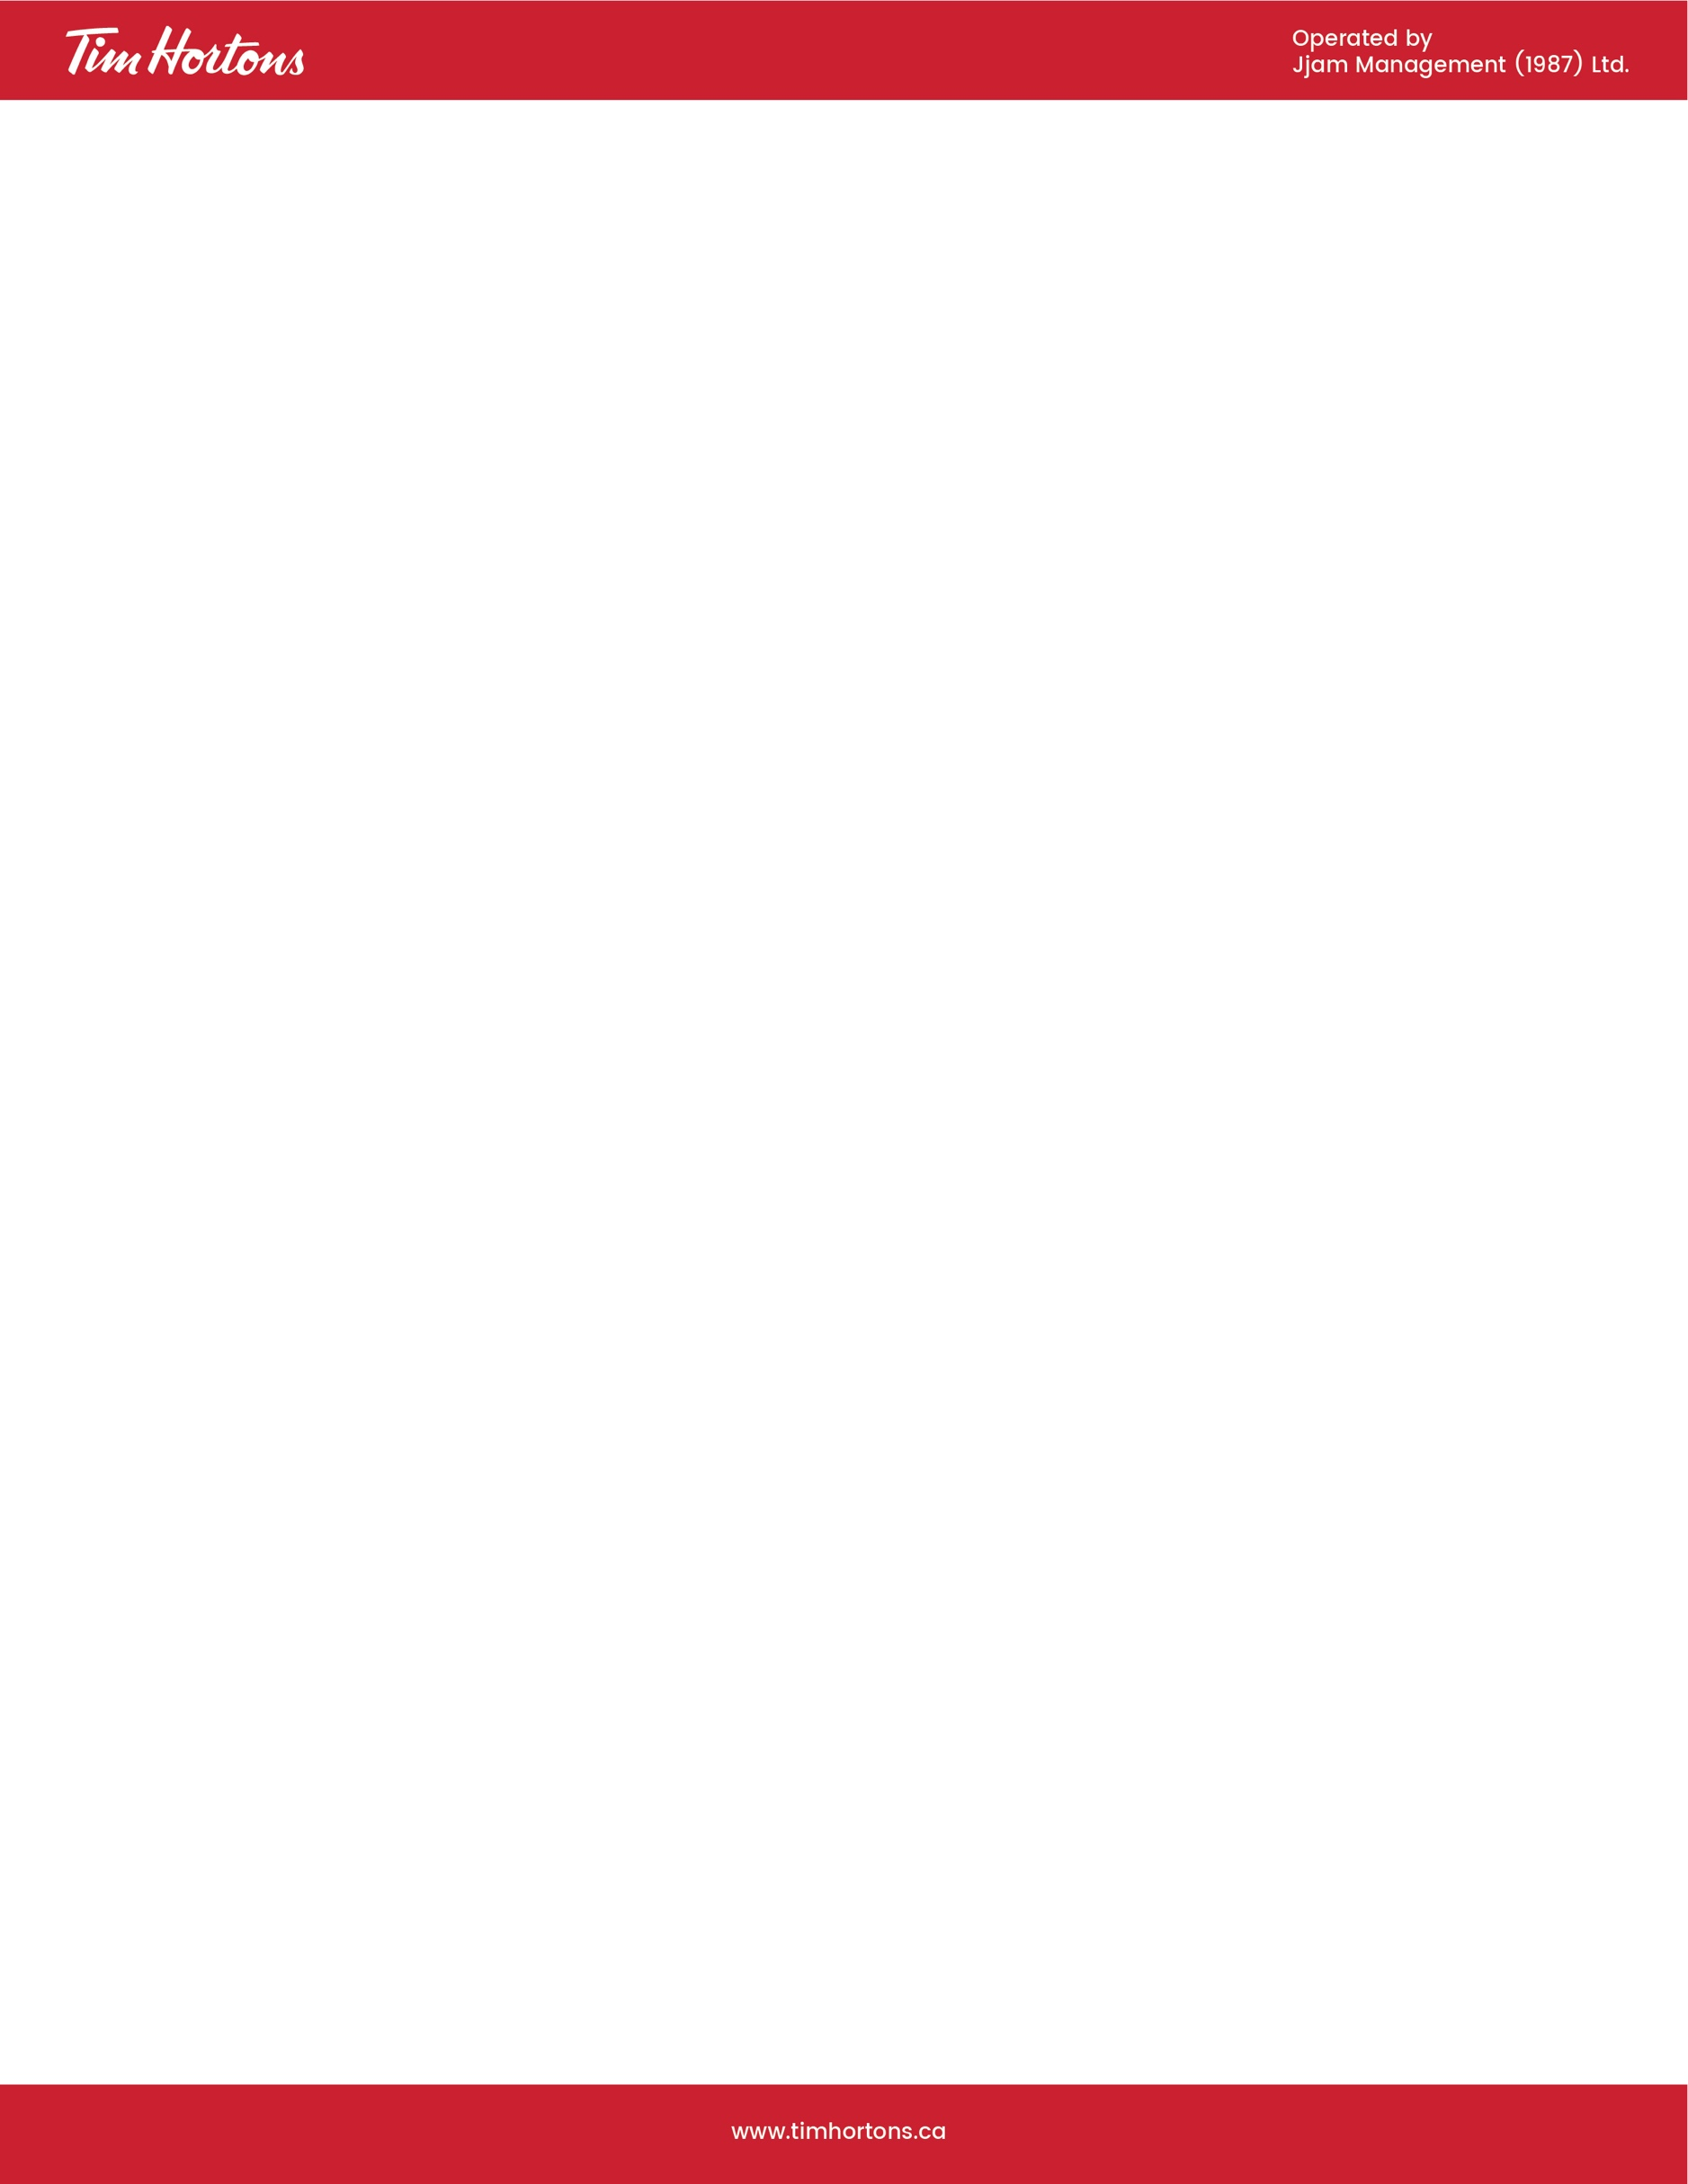 Tim Hortons
Operated by
Jjam Management (1987) Ltd.
www.timhortons.ca